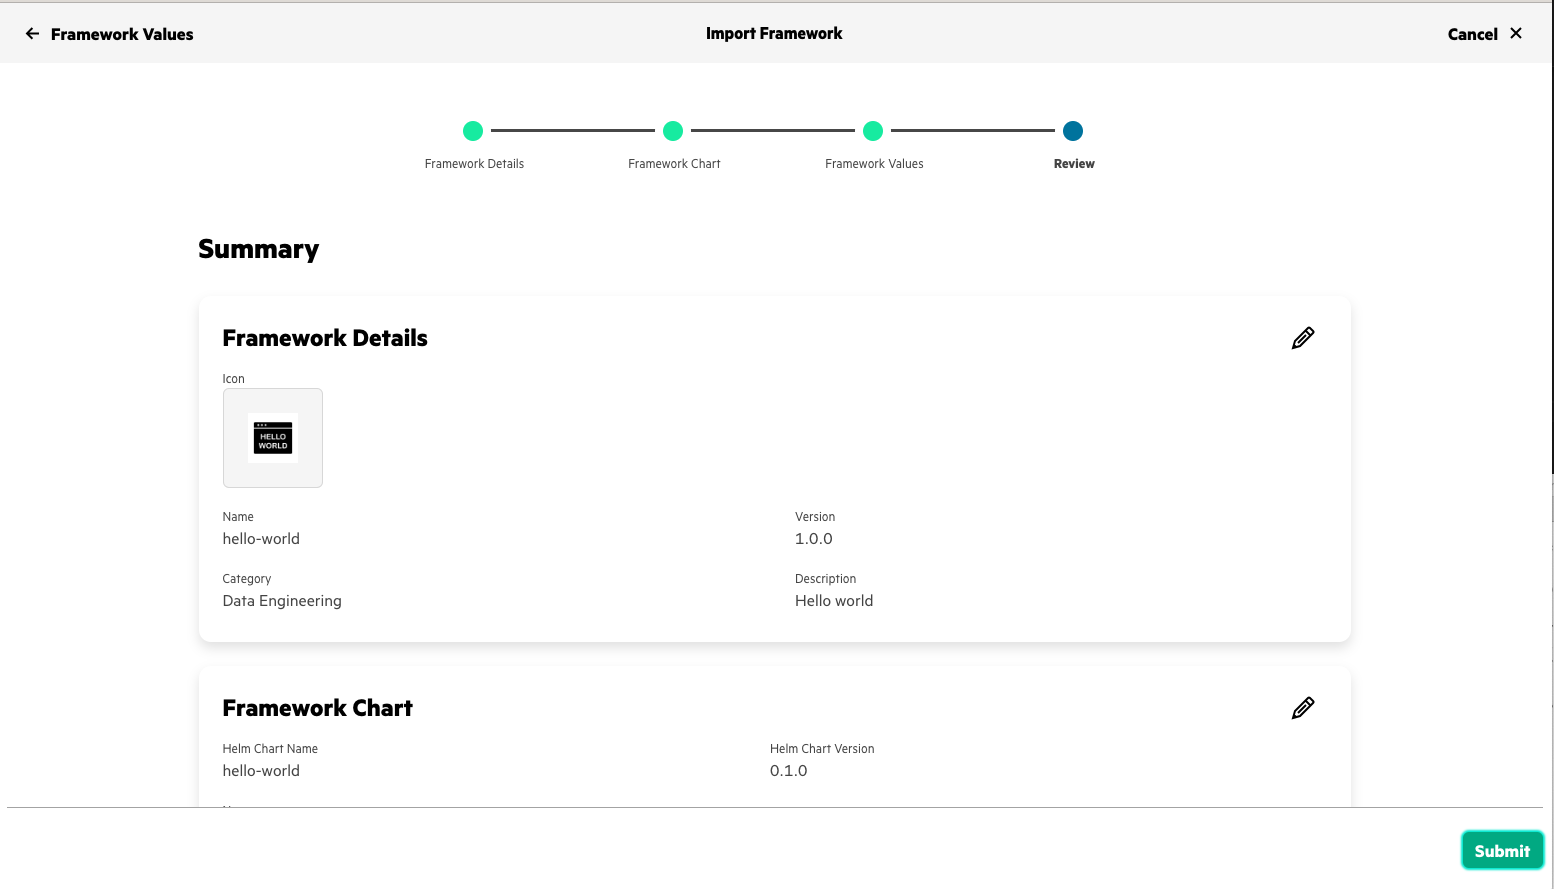 Framework Values
Import Framework
Cancel
Framework Details
Framework Chart
Framework Values
Review
Summary
Framework Details
Icon
HELLO
WORLD
Name
Version
hello-world
1.0.0
Category
Description
Data Engineering
Hello world
Framework Chart
Helm Chart Name
Helm Chart Version
hello-world
0.1.0
Submit